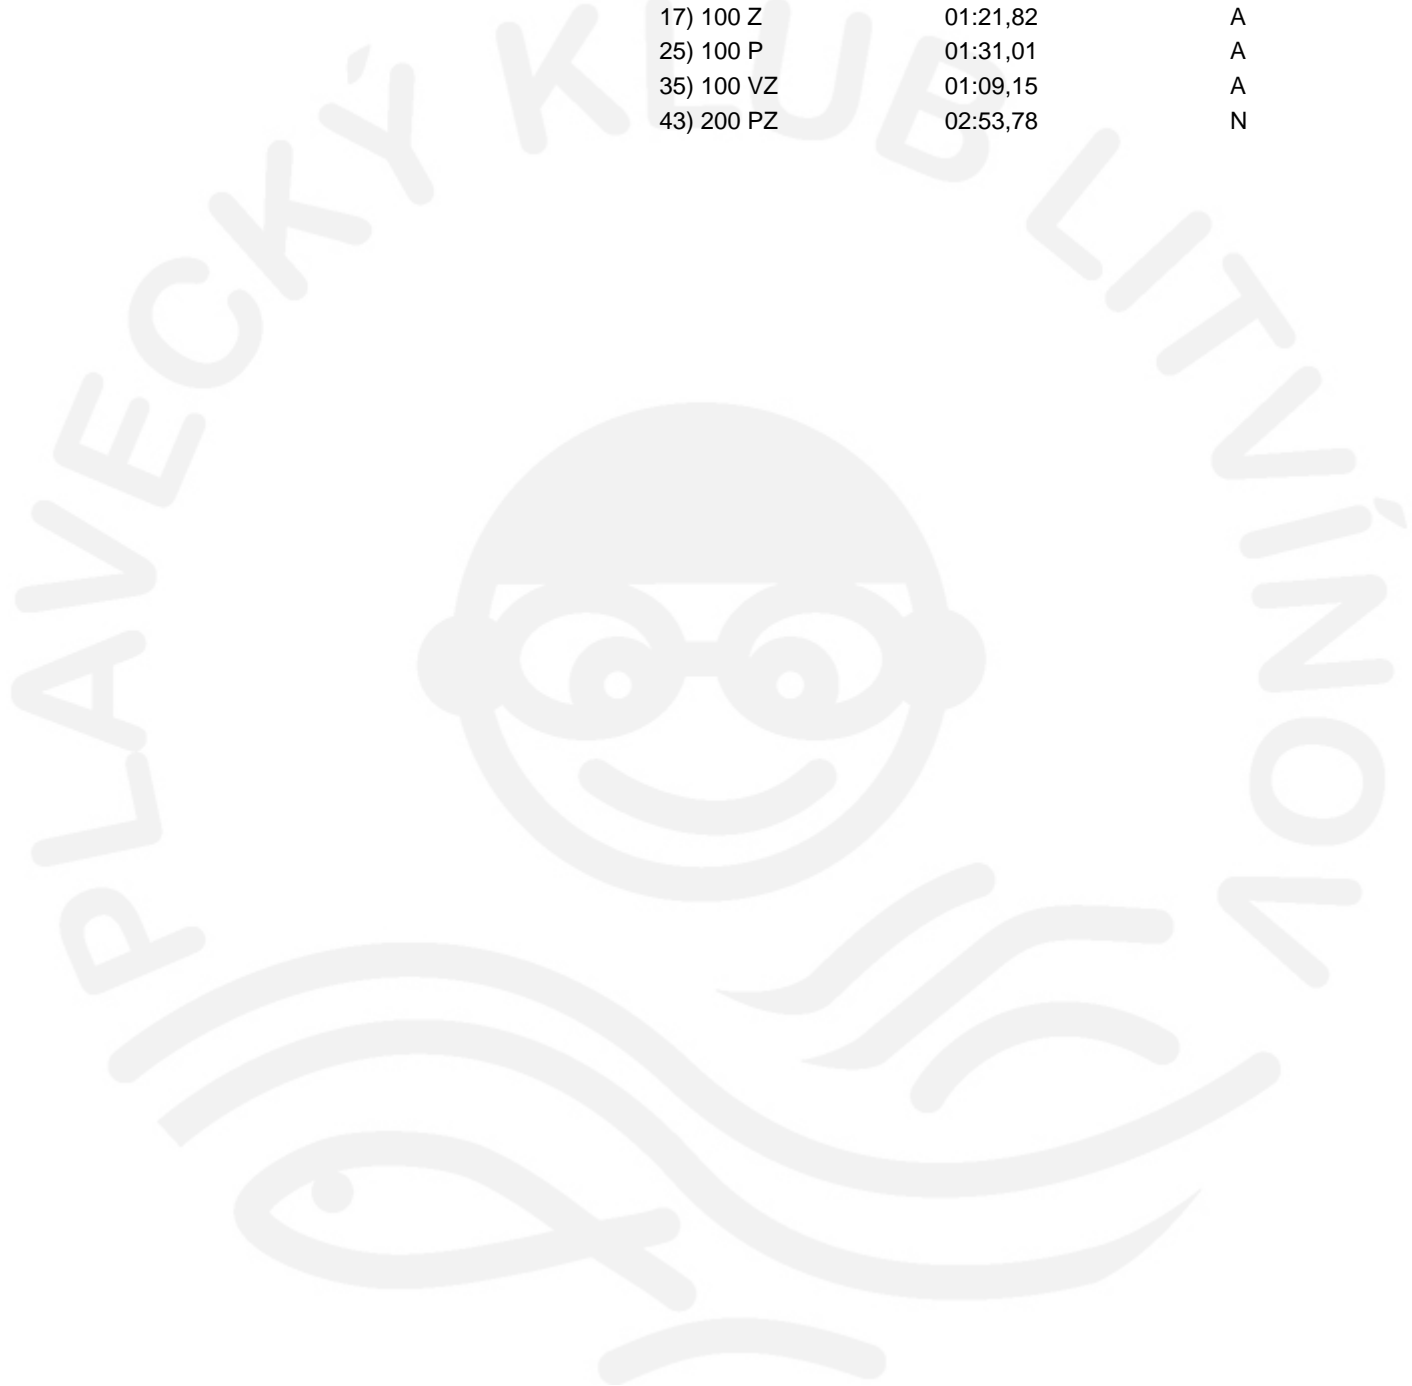 17) 100 Z 01:21,82 A
25) 100 P 01:31,01 A
35) 100 VZ 01:09,15 A
43) 200 PZ 02:53,78 N
PLAVECKÝ KLUB LITVÍNOV